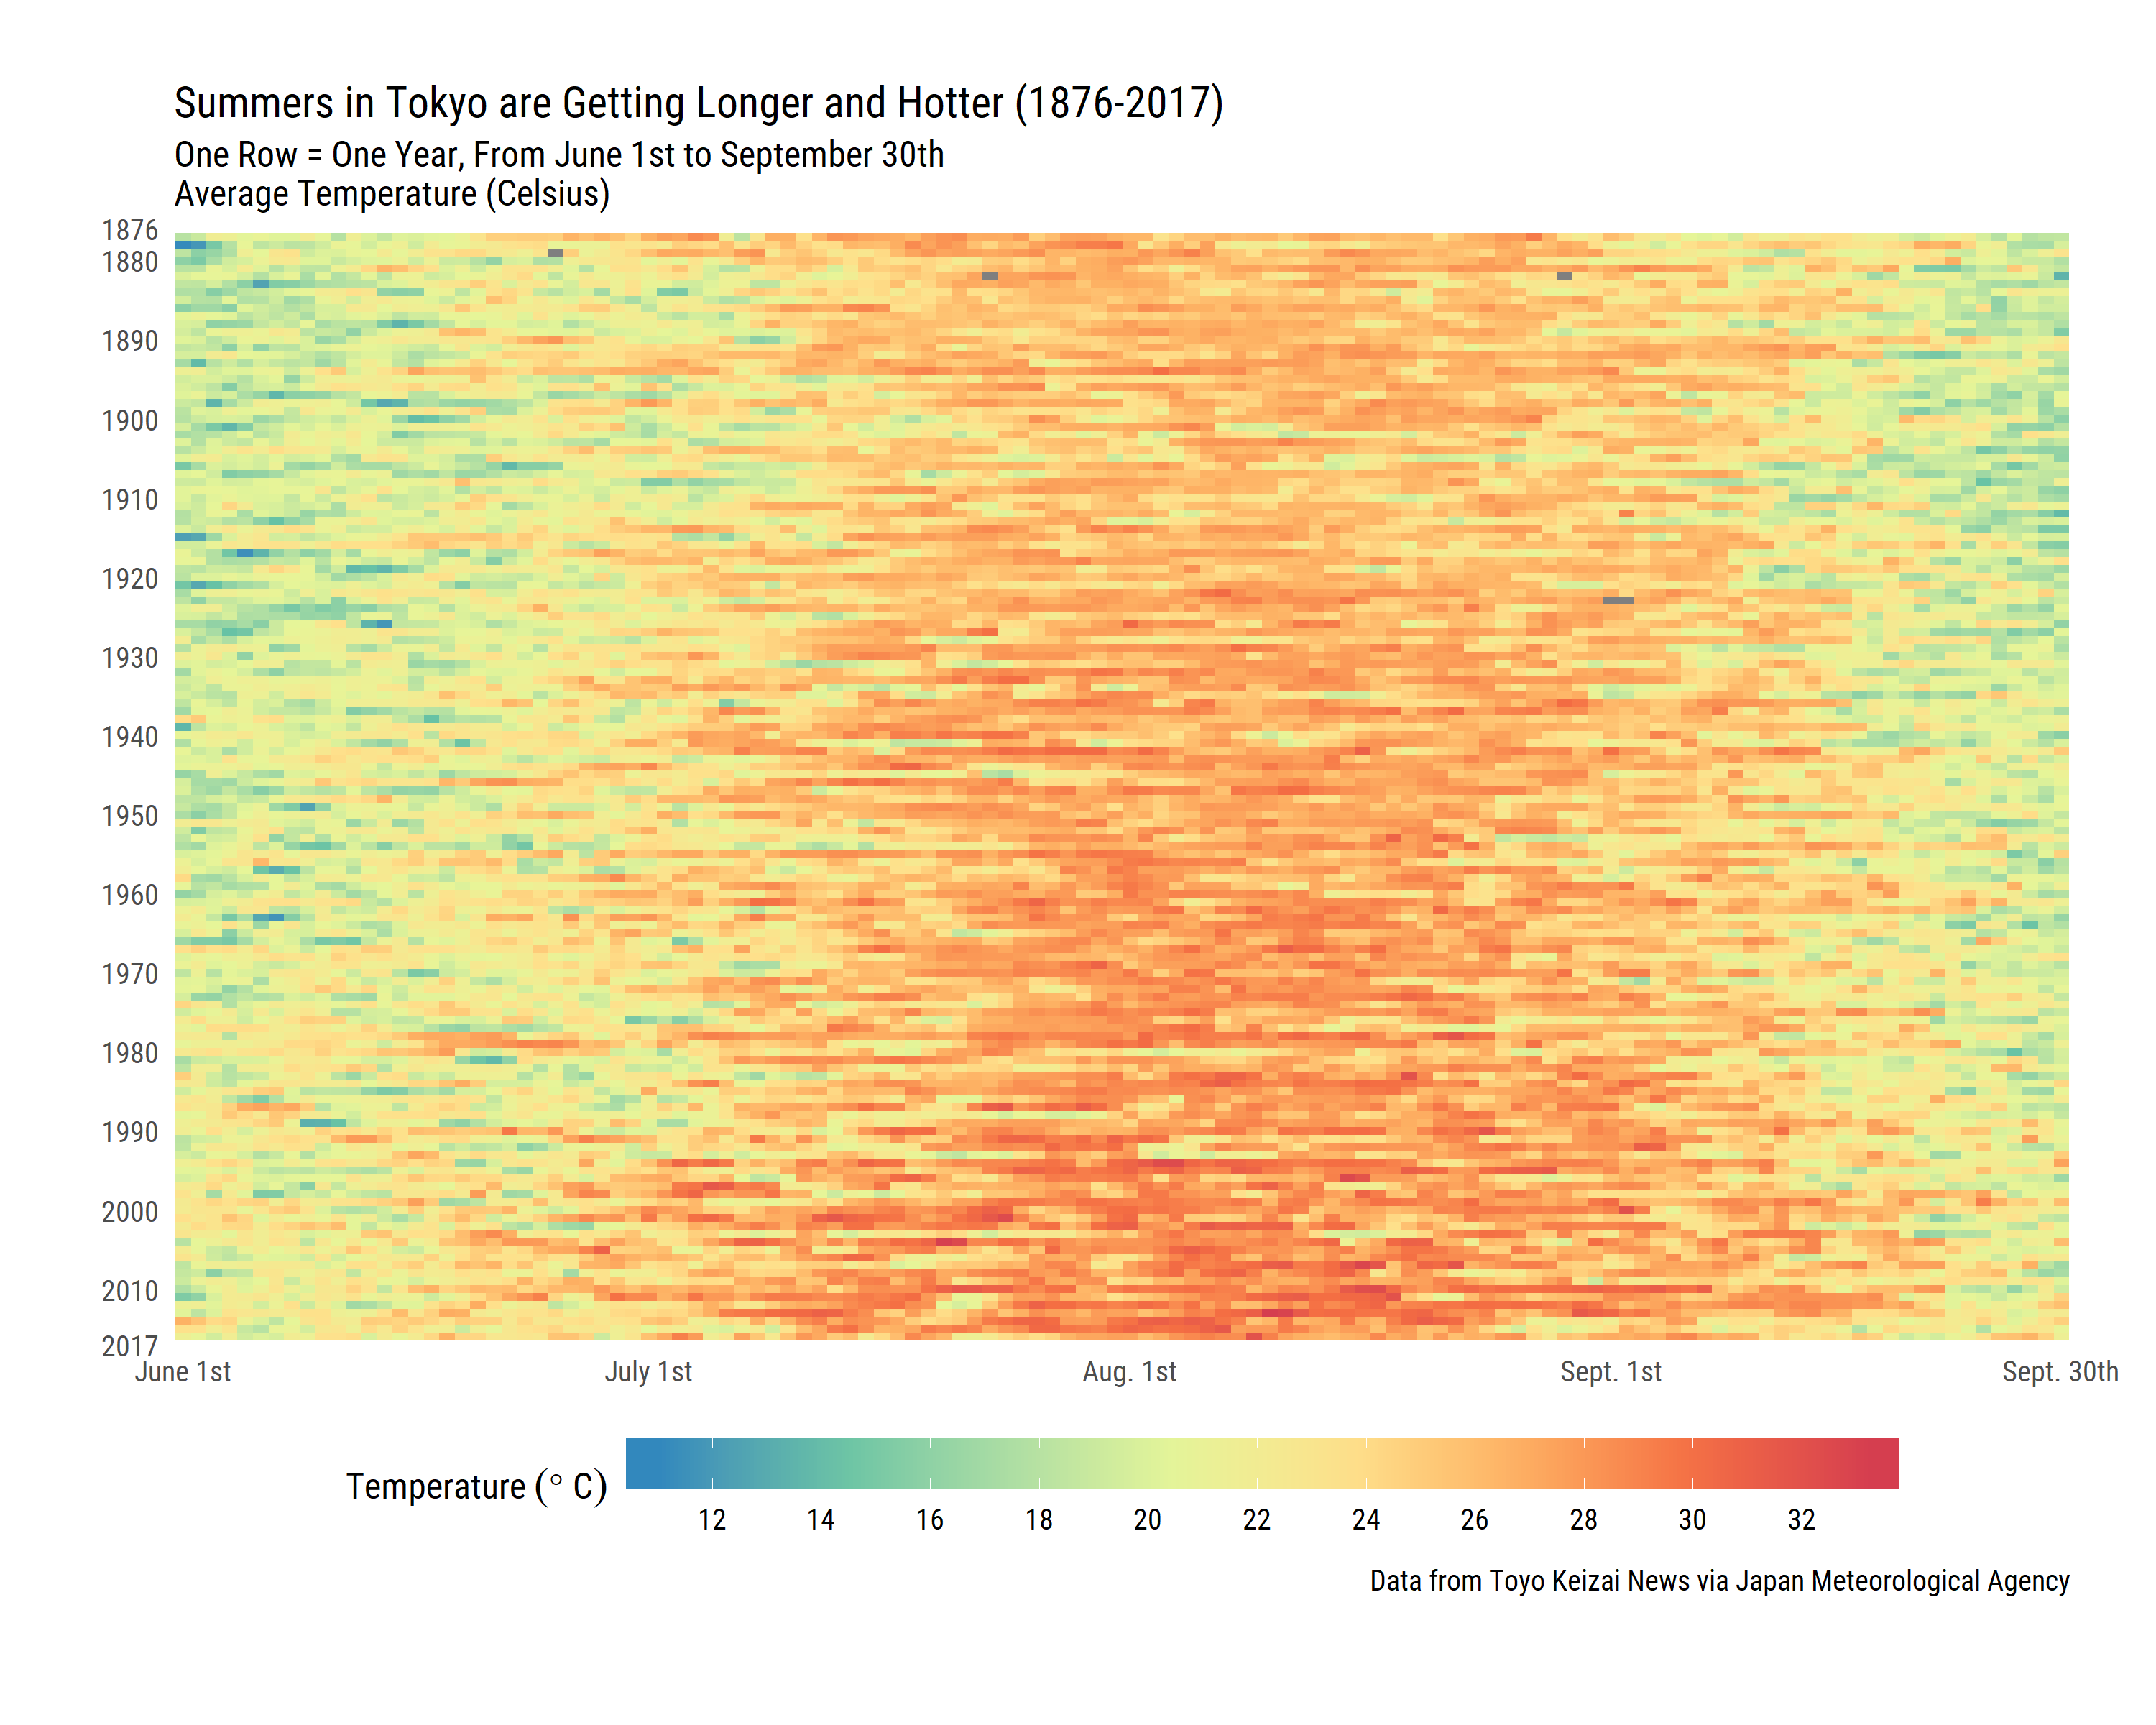 Summers in Tokyo are Getting Longer and Hotter (1876-2017)
One Row = One Year, From June 1st to September 30th
Average Temperature (Celsius)
1876
1880
1890
1900
1910
1920
1930
1940
1950
1960
1970
1980
1990
2000
2010
2017
June 1st July 1st Aug. 1st Sept. 1st Sept. 30th
Temperature (° C)
12 14 16 18 20 22 24 26 28 30 32
Data from Toyo Keizai News via Japan Meteorological Agency